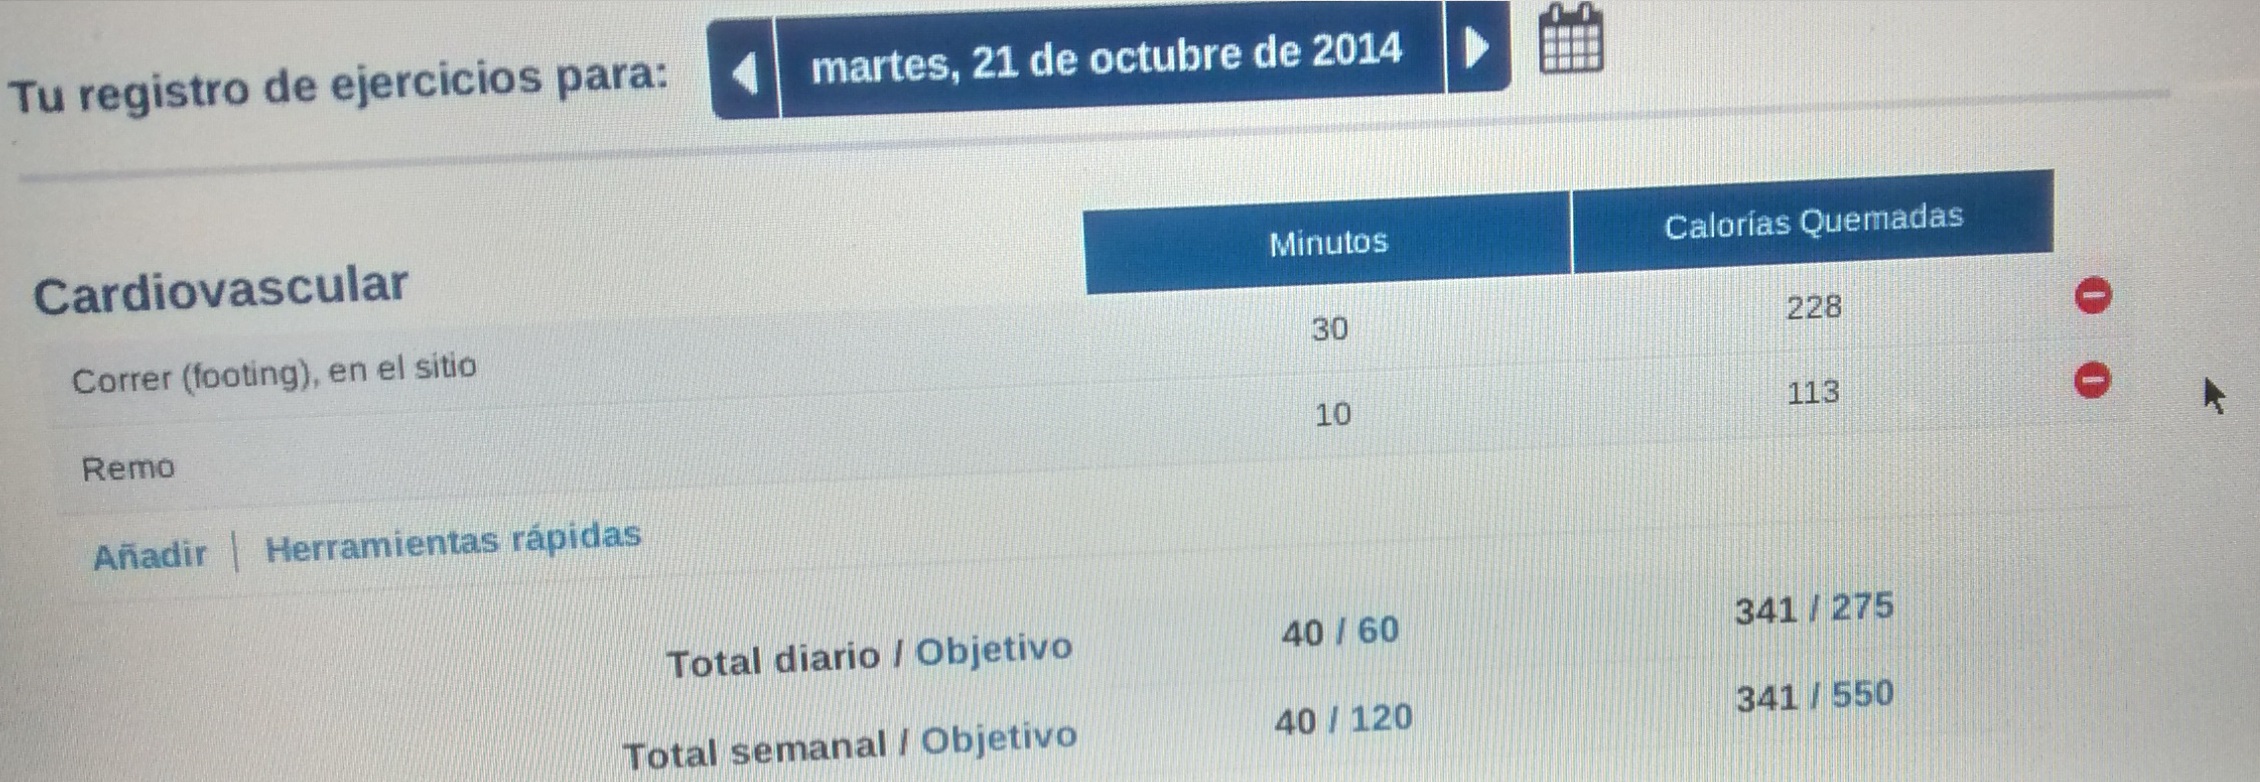 Tu registro de ejercicios para: martes, 21 de octubre de 2014
Minutos Calorías Quemadas
Cardiovascular
Correr (footing), en el sitio 30 228
Remo 10 113
Añadir | Herramientas rápidas
Total diario / Objetivo 40 / 60 341 / 275
Total semanal / Objetivo 40 / 120 341 / 550